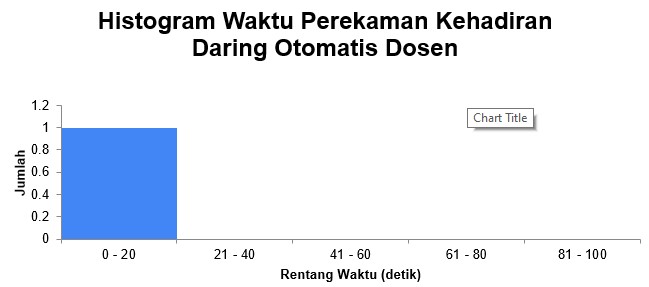 Histogram Waktu Perekaman Kehadiran
Daring Otomatis Dosen
Chart Title
Jumlah
1.2
1
0.8
0.6
0.4
0.2
0
0 - 20
21 - 40
41 - 60
61 - 80
81 - 100
Rentang Waktu (detik)